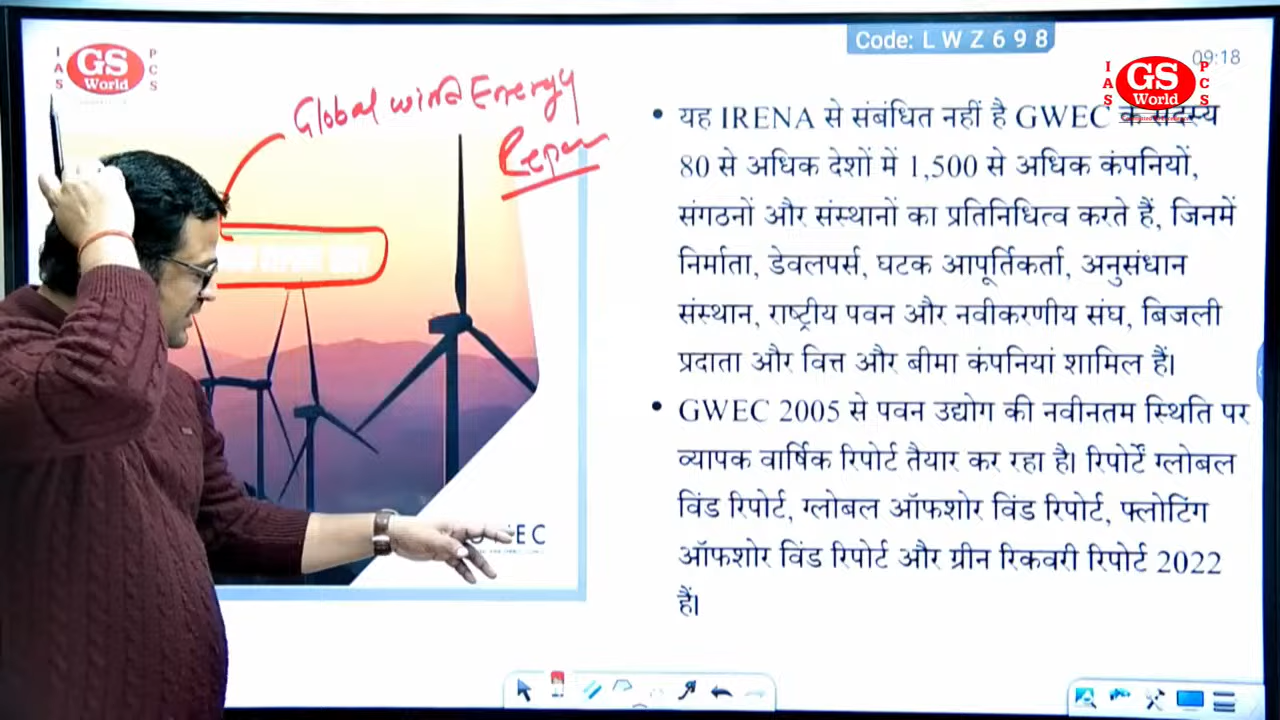 Code: L W Z 6 9 8
09:18
IAS
GS
World
PCS
IAS
GS
World
PCS
Global wind Energy
• यह IRENA से संबंधित नहीं है GWEC के सदस्य
80 से अधिक देशों में 1,500 से अधिक कंपनियों,
संगठनों और संस्थानों का प्रतिनिधित्व करते हैं, जिनमें
निर्माता, डेवलपर्स, घटक आपूर्तिकर्ता, अनुसंधान
संस्थान, राष्ट्रीय पवन और नवीकरणीय संघ, बिजली
प्रदाता और वित्त और बीमा कंपनियां शामिल हैं।
• GWEC 2005 से पवन उद्योग की नवीनतम स्थिति पर
व्यापक वार्षिक रिपोर्ट तैयार कर रहा है। रिपोर्टें ग्लोबल
विंड रिपोर्ट, ग्लोबल ऑफशोर विंड रिपोर्ट, फ्लोटिंग
ऑफशोर विंड रिपोर्ट और ग्रीन रिकवरी रिपोर्ट 2022
हैं।